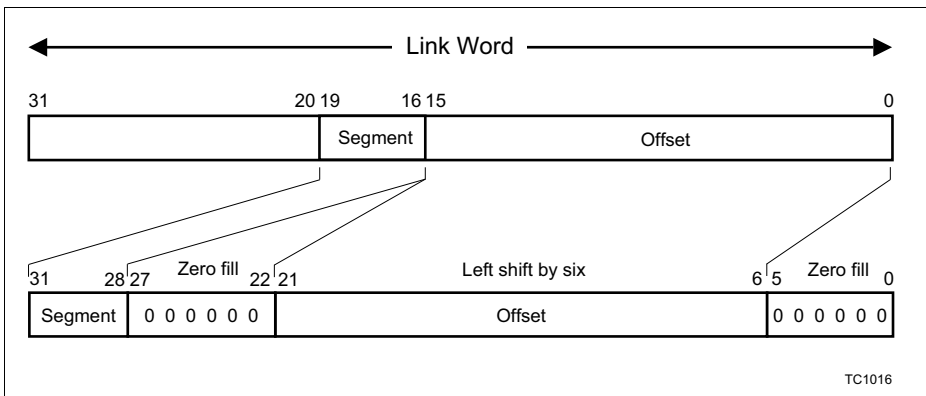 Link Word
31 20 19 16 15 0
Segment Offset
Zero fill Left shift by six Zero fill
31 28 27 22 21 6 5 0
Segment 0 0 0 0 0 0 Offset 0 0 0 0 0 0
TC1016